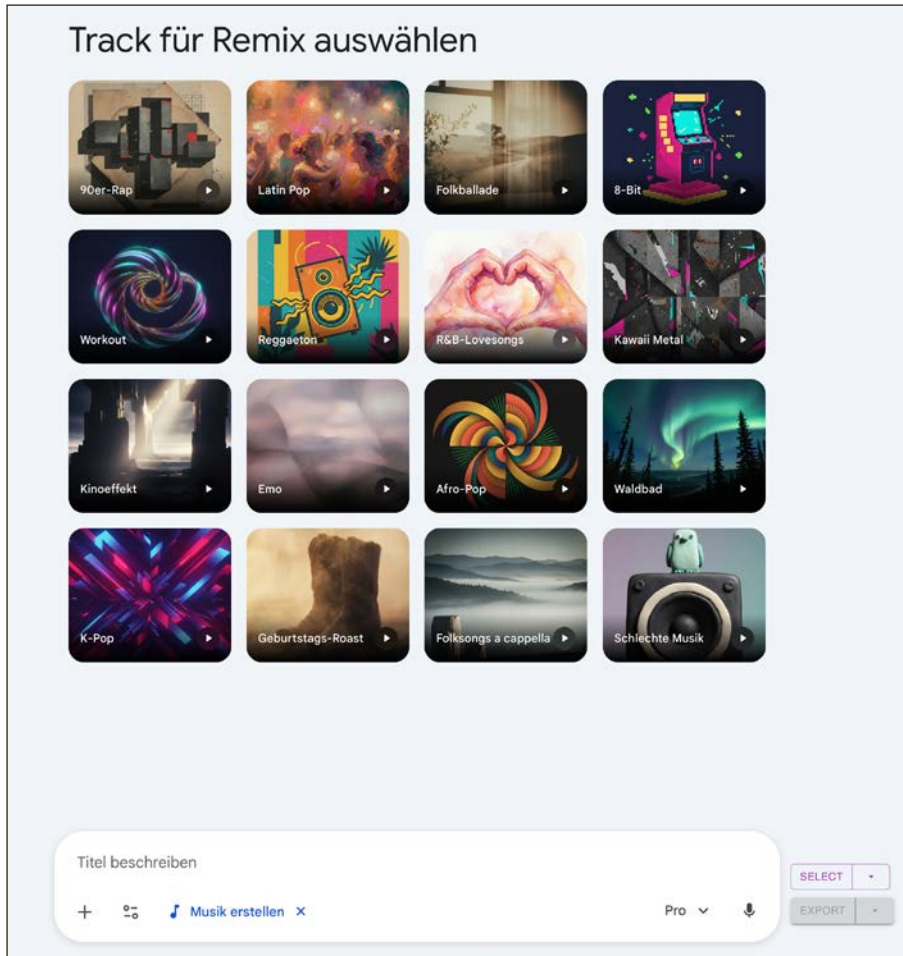 Track für Remix auswählen
90er-Rap
Latin Pop
Folkballade
8-Bit
Workout
Reggaeton
R&B-Lovesongs
Kawaii Metal
Kinoeffekt
Emo
Afro-Pop
Waldbad
K-Pop
Geburtstags-Roast
Folksongs a cappella
Schlechte Musik
Titel beschreiben
Musik erstellen
Pro
SELECT
EXPORT